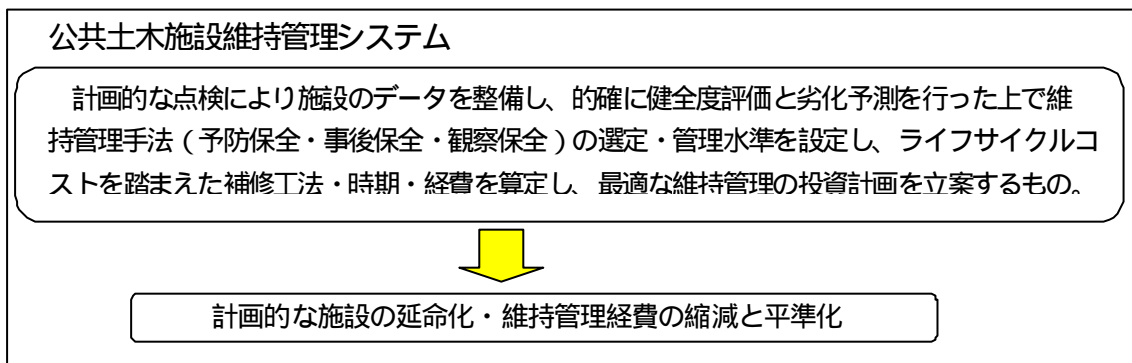 公共土木施設維持管理システム
計画的な点検により施設のデータを整備し、的確に健全度評価と劣化予測を行った上で維
持管理手法（予防保全・事後保全・観察保全）の選定・管理水準を設定し、ライフサイクルコ
ストを踏まえた補修工法・時期・経費を算定し、最適な維持管理の投資計画を立案するもの。
計画的な施設の延命化・維持管理経費の縮減と平準化